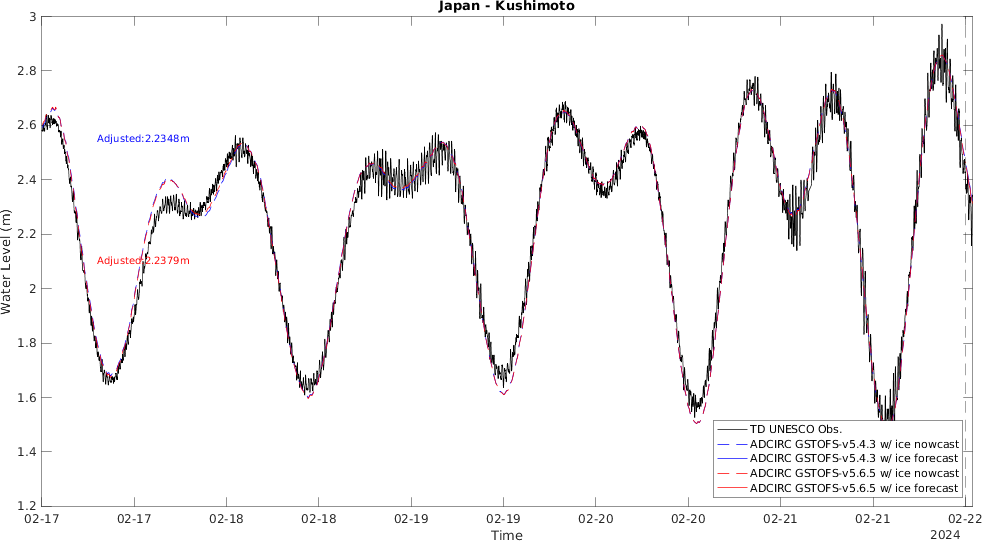 Japan - Kushimoto
3
2.8
2.6
2.4
2.2
2
1.8
1.6
1.4
1.2
Water Level (m)
Adjusted:2.2348m
Adjusted:2.2379m
TD UNESCO Obs.
ADCIRC GSTOFS-v5.4.3 w/ ice nowcast
ADCIRC GSTOFS-v5.4.3 w/ ice forecast
ADCIRC GSTOFS-v5.6.5 w/ ice nowcast
ADCIRC GSTOFS-v5.6.5 w/ ice forecast
02-17 02-17 02-18 02-18 02-19 02-19 02-20 02-20 02-21 02-21 02-22
Time
2024